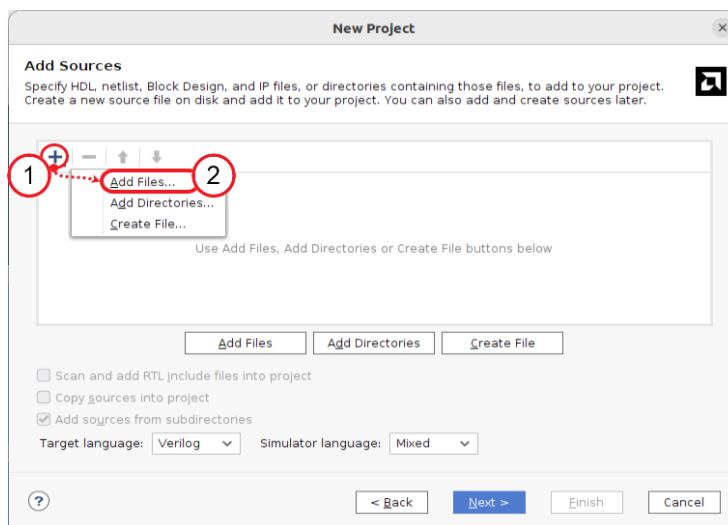 New Project
Add Sources
Specify HDL, netlist, Block Design, and IP files, or directories containing those files, to add to your project.
Create a new source file on disk and add it to your project. You can also add and create sources later.
1
Add Files...
2
Add Directories...
Create File...
Use Add Files, Add Directories or Create File buttons below
Add Files
Add Directories
Create File
Scan and add RTL include files into project
Copy sources into project
Add sources from subdirectories
Target language: Verilog Simulator language: Mixed
? < Back Next > Finish Cancel